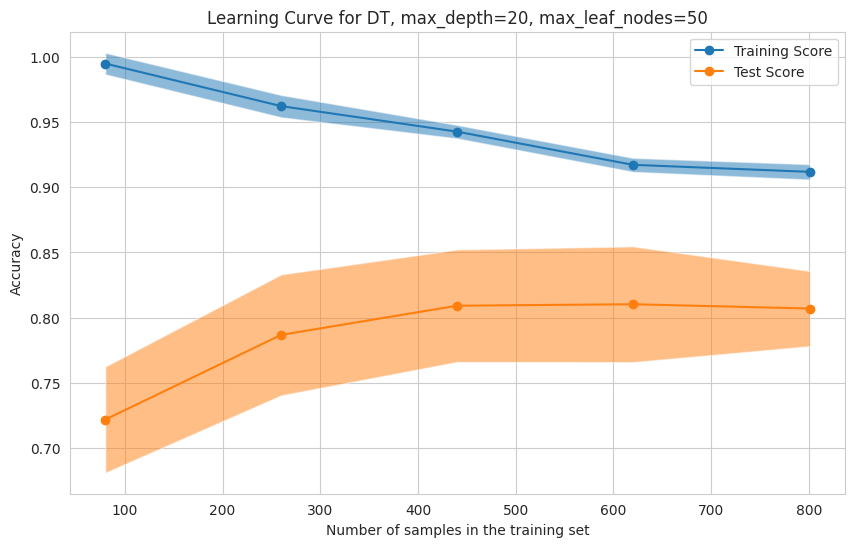 Learning Curve for DT, max_depth=20, max_leaf_nodes=50
Training Score
Test Score
1.00
0.95
0.90
0.85
0.80
0.75
0.70
Accuracy
100 200 300 400 500 600 700 800
Number of samples in the training set